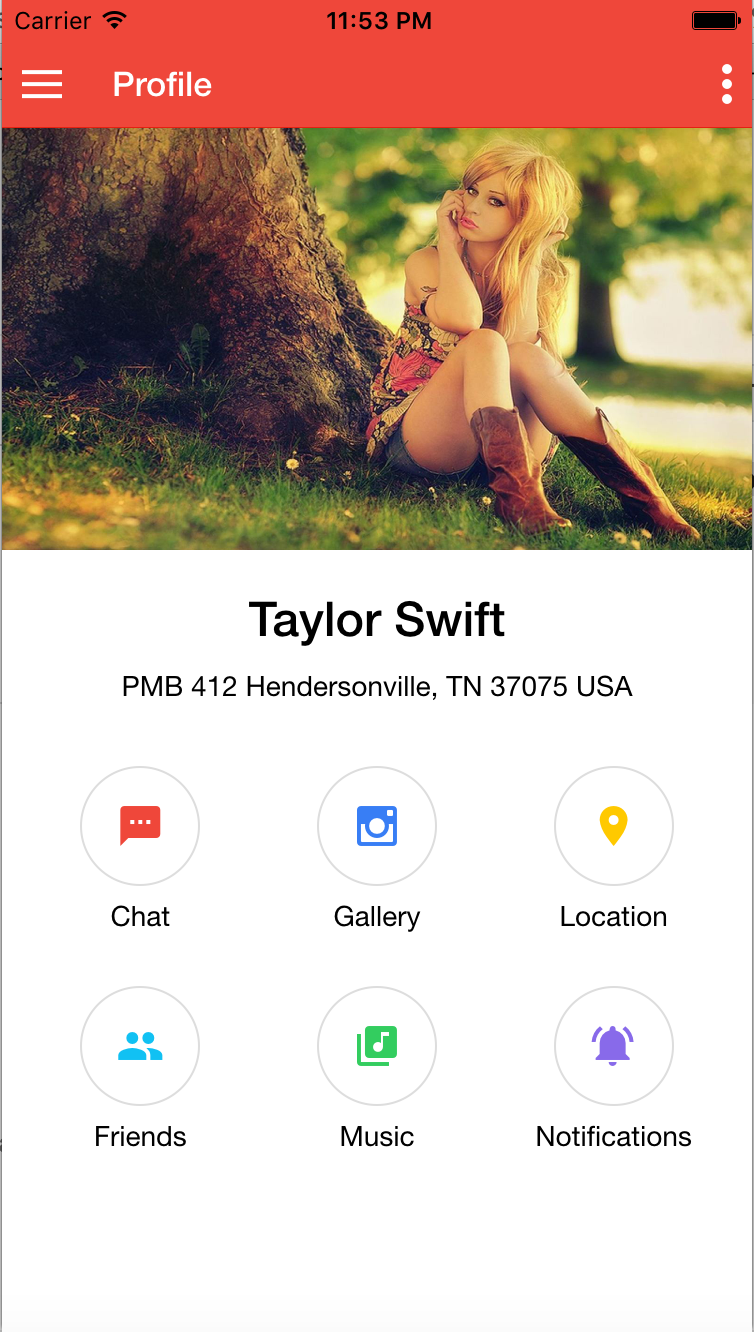 Carrier 11:53 PM
Profile
Taylor Swift
PMB 412 Hendersonville, TN 37075 USA
Chat Gallery Location
Friends Music Notifications